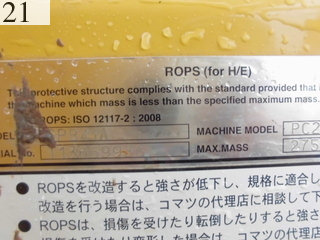 21
ROPS (for H/E)
protective structure complies with the standard provided that
machine which mass is less than the specified maximum mass.
ROPS: ISO 12117-2 : 2008
MACHINE MODEL PC2
No. MAX.MASS 275
● ROPSを改造すると強さが低下し、規格に適合し
改造を行う場合は、コマツの代理店に相談して下
● ROPSは、損傷を受けたり転倒したりすると強さ